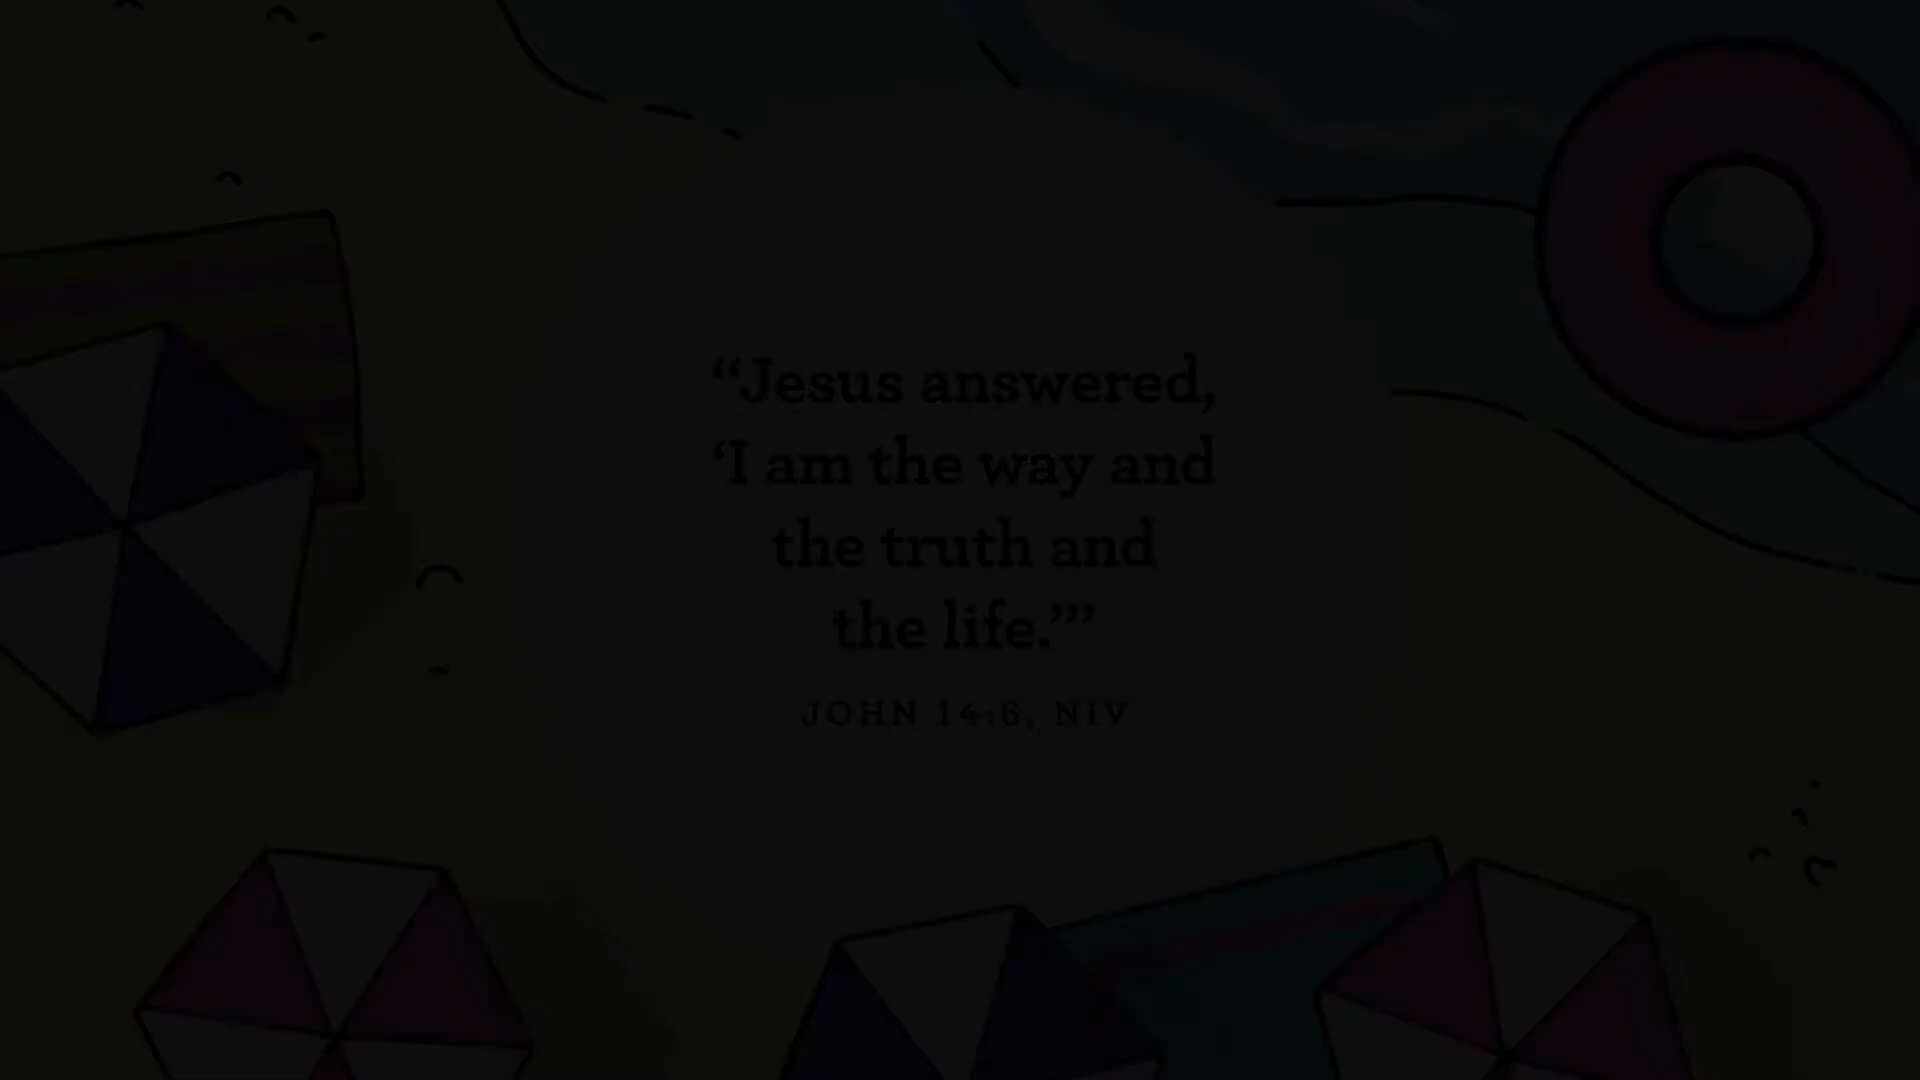 “Jesus answered,
‘I am the way and
the truth and
the life.’”
JOHN 14:6, NIV